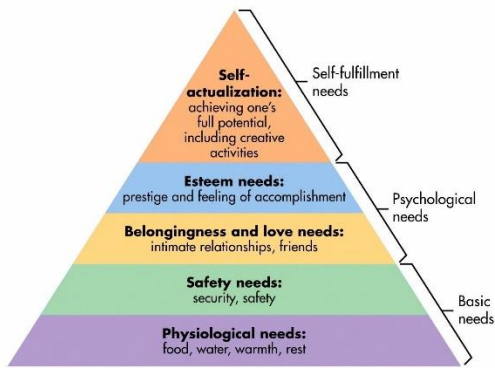 Self-
actualization:
achieving one's
full potential,
including creative
activities
Self-fulfillment
needs
Esteem needs:
prestige and feeling of accomplishment
Psychological
needs
Belongingness and love needs:
intimate relationships, friends
Safety needs:
security, safety
Basic
needs
Physiological needs:
food, water, warmth, rest